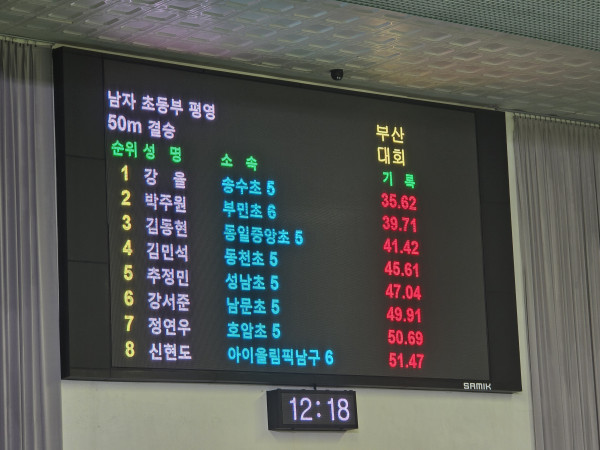 남자 초등부 평영
50m 결승
부산
대회
순위 성 명 소 속 기 록
1 강 율 송수초 5 35.62
2 박주원 부민초 6 39.71
3 김동현 동일중앙초 5 41.42
4 김민석 동천초 5 45.61
5 추정민 성남초 5 47.04
6 강서준 남문초 5 49.91
7 정연우 호암초 5 50.69
8 신현도 아이올림픽남구 6 51.47
SAMIK
12:18